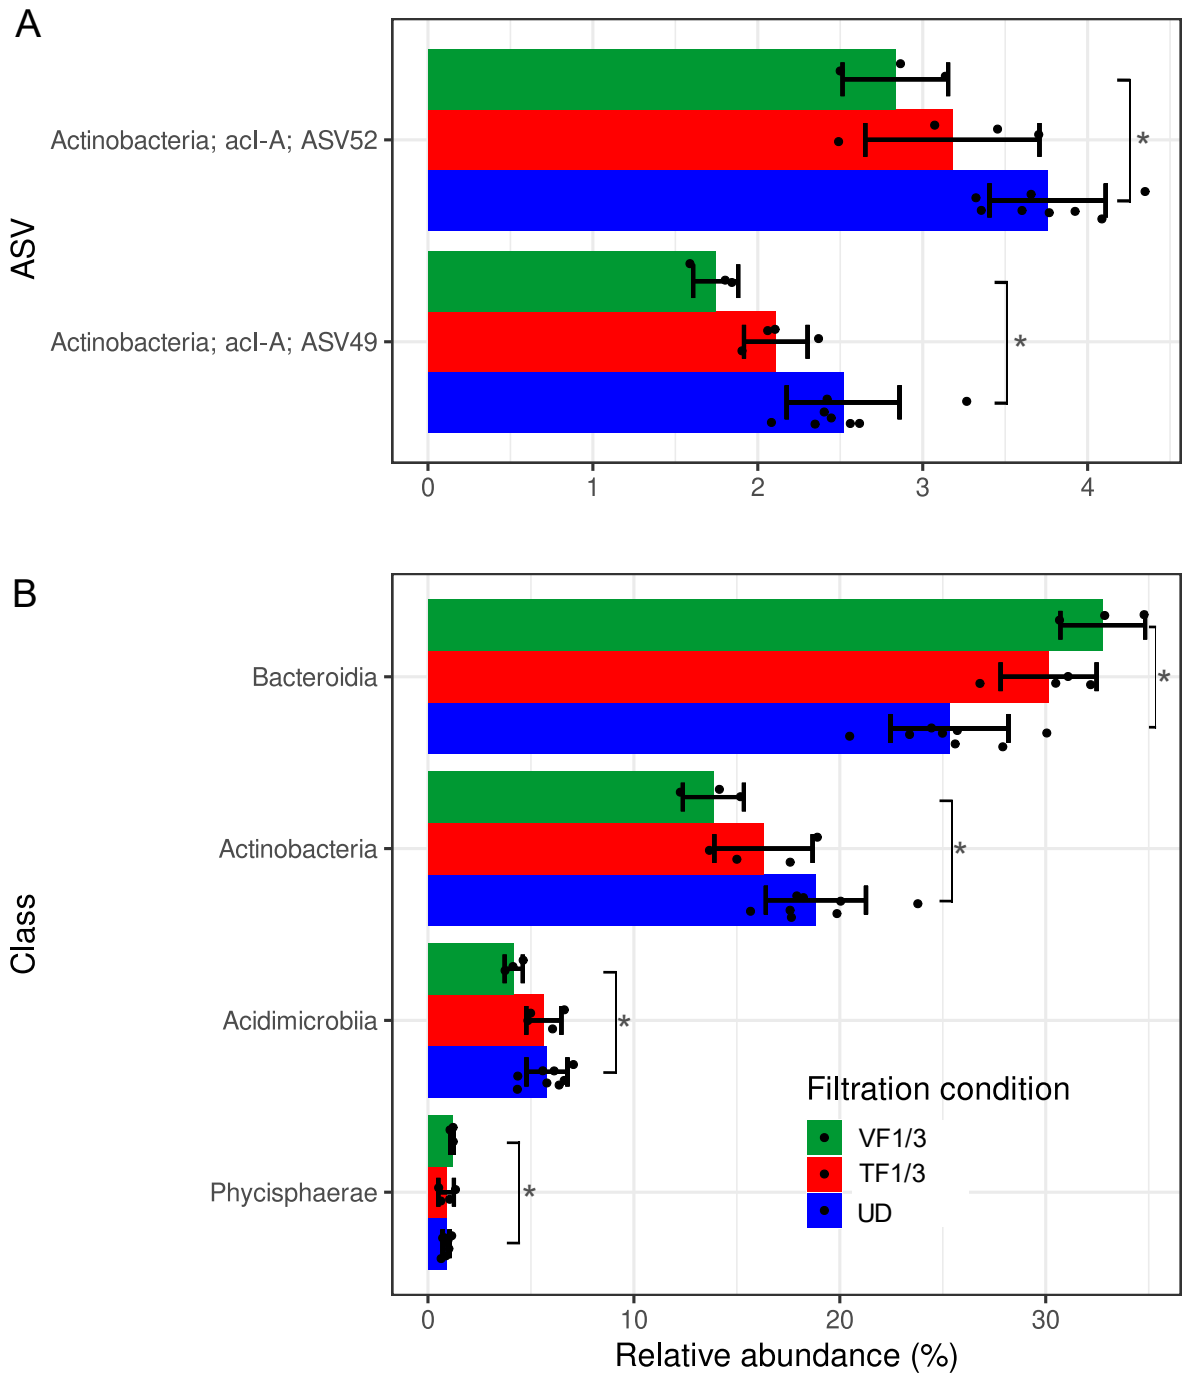 A
ASV
Actinobacteria; acI-A; ASV52
*
Actinobacteria; acI-A; ASV49
*
0 1 2 3 4
B
Class
Bacteroidia
*
Actinobacteria
*
Acidimicrobiia
*
Phycisphaerae
*
Filtration condition
VF1/3
TF1/3
UD
0 10 20 30
Relative abundance (%)